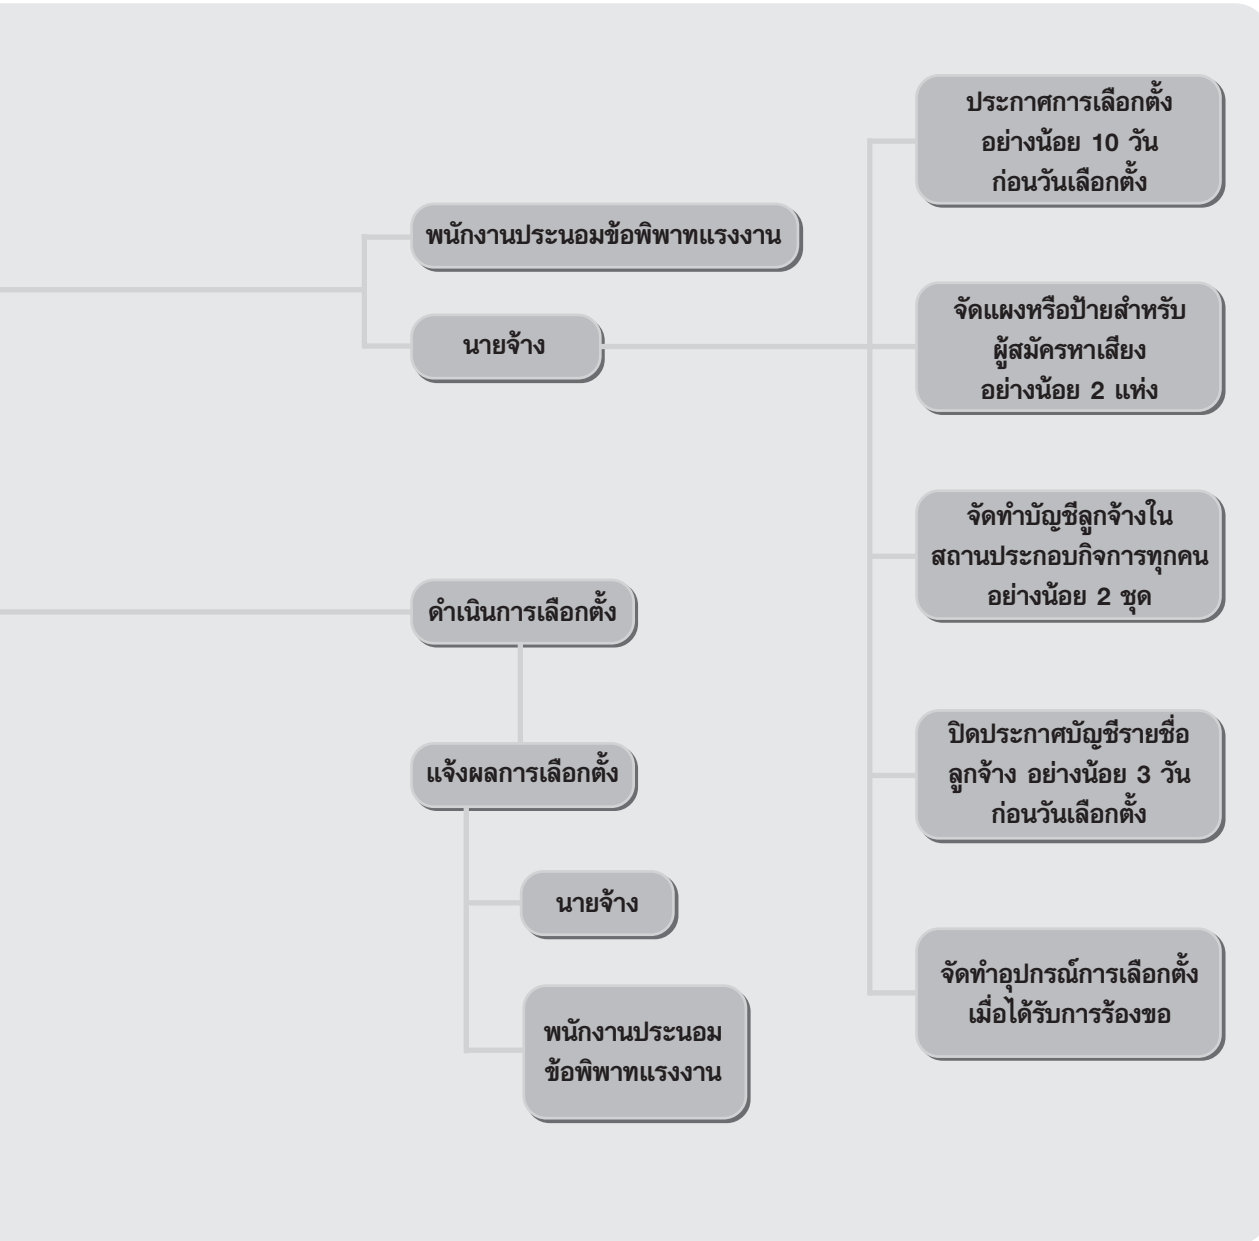 พนักงานประนอมข้อพิพาทแรงงาน
นายจ้าง
ประกาศการเลือกตั้ง
อย่างน้อย 10 วัน
ก่อนวันเลือกตั้ง
จัดแผงหรือป้ายสำหรับ
ผู้สมัครหาเสียง
อย่างน้อย 2 แห่ง
จัดทำบัญชีลูกจ้างใน
สถานประกอบกิจการทุกคน
อย่างน้อย 2 ชุด
ปิดประกาศบัญชีรายชื่อ
ลูกจ้าง อย่างน้อย 3 วัน
ก่อนวันเลือกตั้ง
จัดทำอุปกรณ์การเลือกตั้ง
เมื่อได้รับการร้องขอ
ดำเนินการเลือกตั้ง
แจ้งผลการเลือกตั้ง
นายจ้าง
พนักงานประนอม
ข้อพิพาทแรงงาน